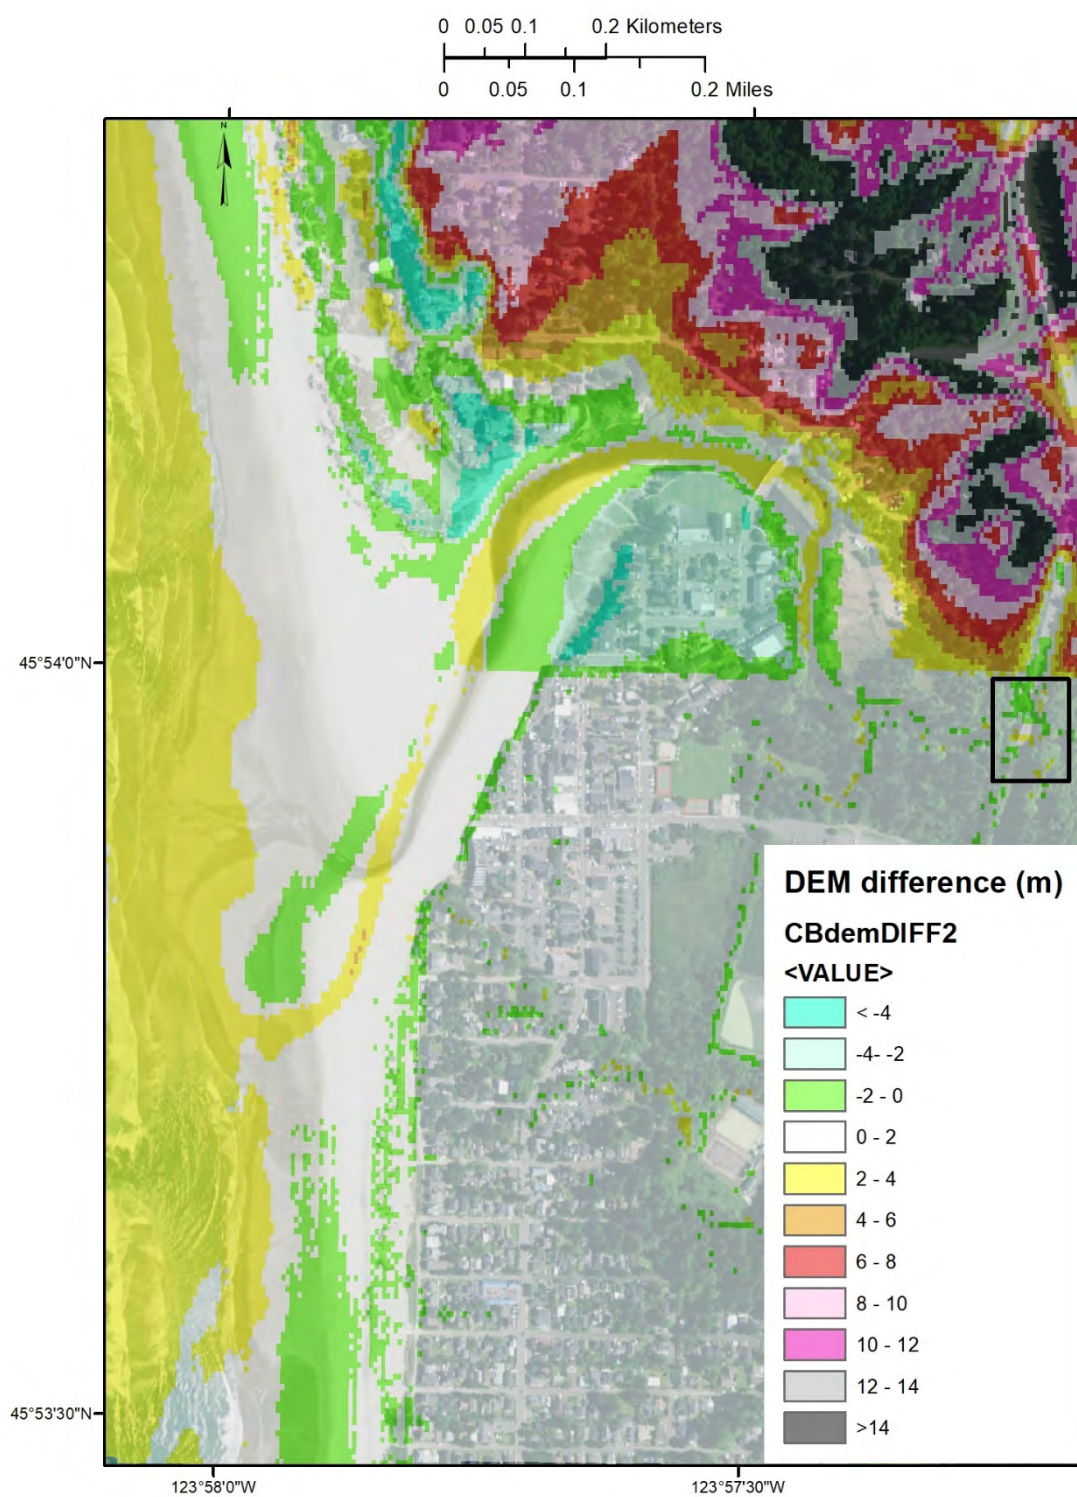 0 0.05 0.1 0.2 Kilometers
0 0.05 0.1 0.2 Miles
N
45°54'0"N
DEM difference (m)
CBdemDIFF2
<VALUE>
< -4
-4- -2
-2 - 0
0 - 2
2 - 4
4 - 6
6 - 8
8 - 10
10 - 12
12 - 14
>14
45°53'30"N
123°58'0"W 123°57'30"W